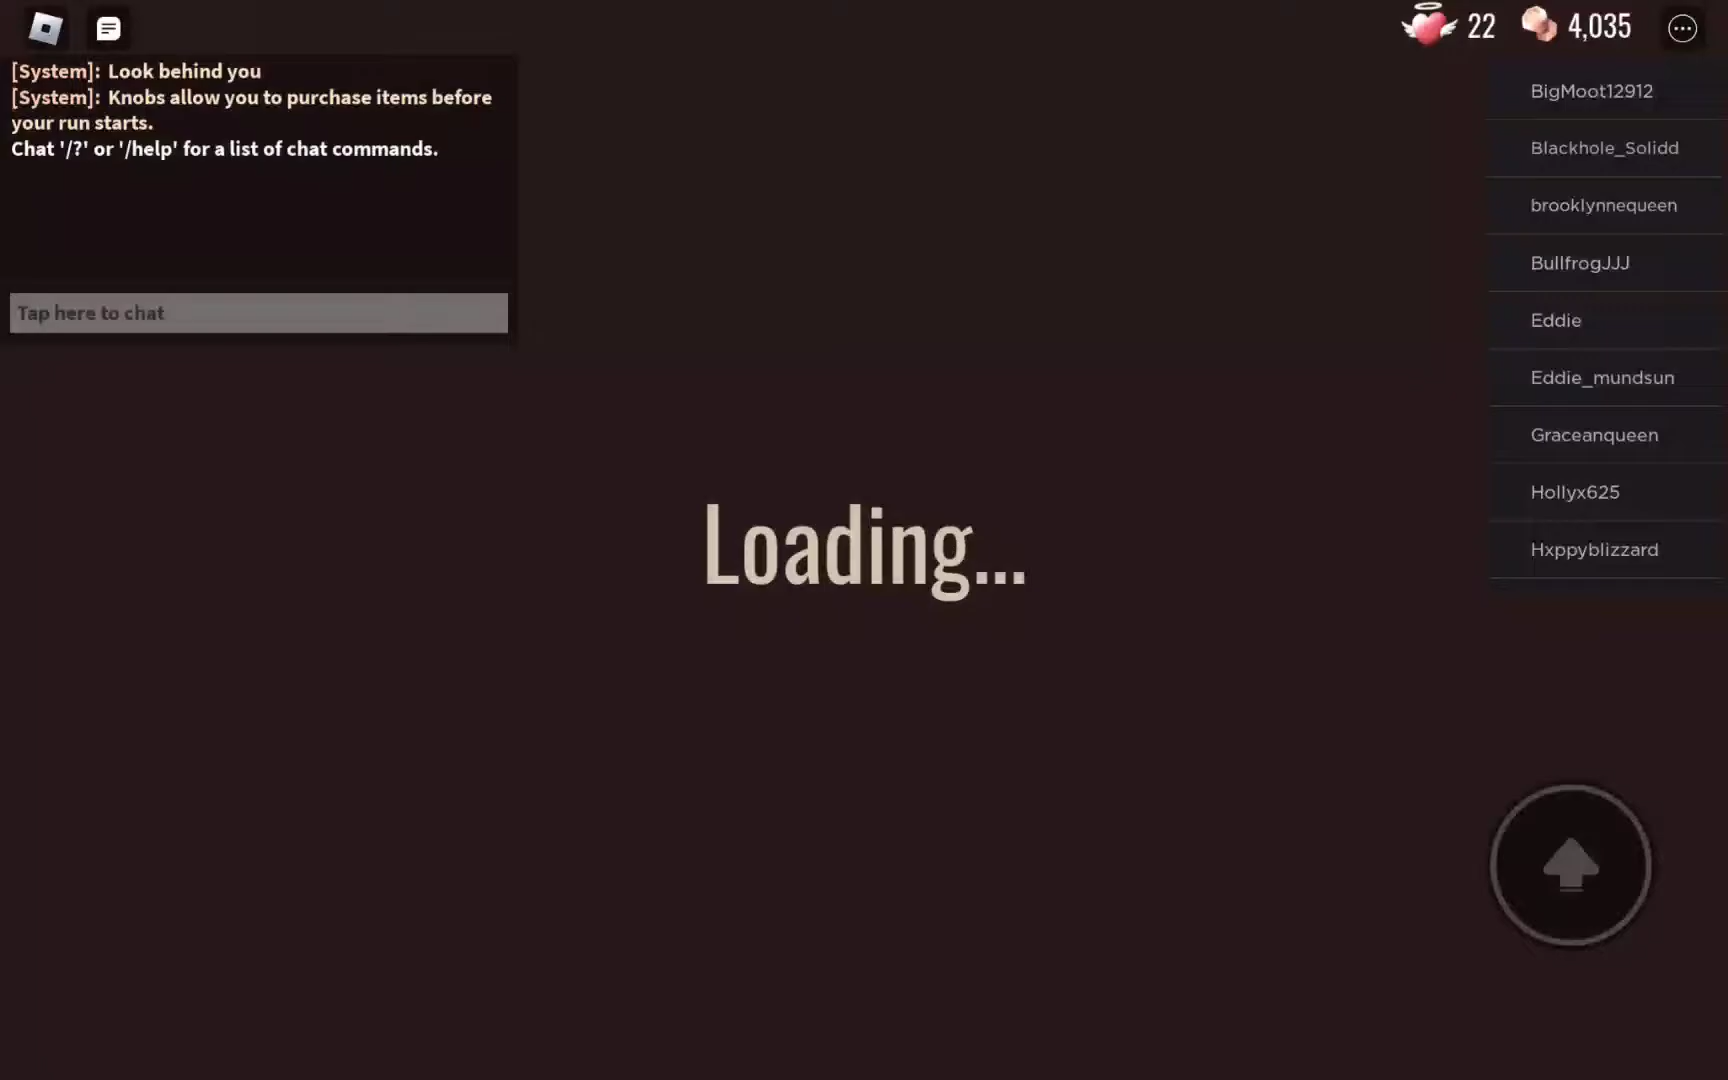 22
4,035
[System]: Look behind you
[System]: Knobs allow you to purchase items before
your run starts.
Chat '/?' or '/help' for a list of chat commands.
Tap here to chat
BigMoot12912
Blackhole_Solidd
brooklynnequeen
BullfrogJJJ
Eddie
Eddie_mundsun
Graceanqueen
Hollyx625
Hxppyblizzard
Loading...